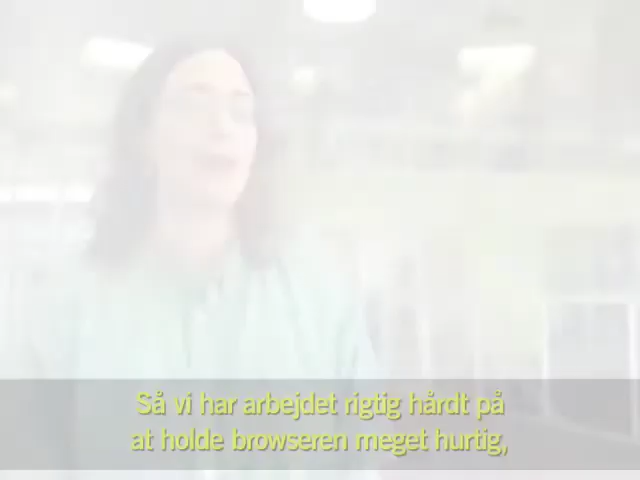 Så vi har arbejdet rigtig hårdt på
at holde browseren meget hurtig,